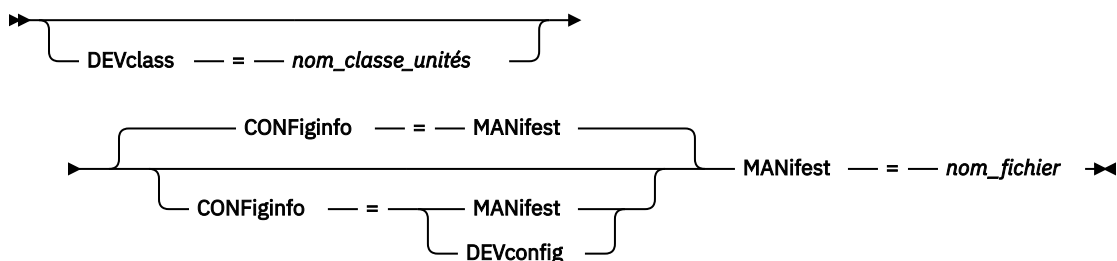 DEVclass = nom_classe_unités
CONFiginfo = MANifest
MANifest = nom_fichier
CONFiginfo = MANifest
DEVconfig